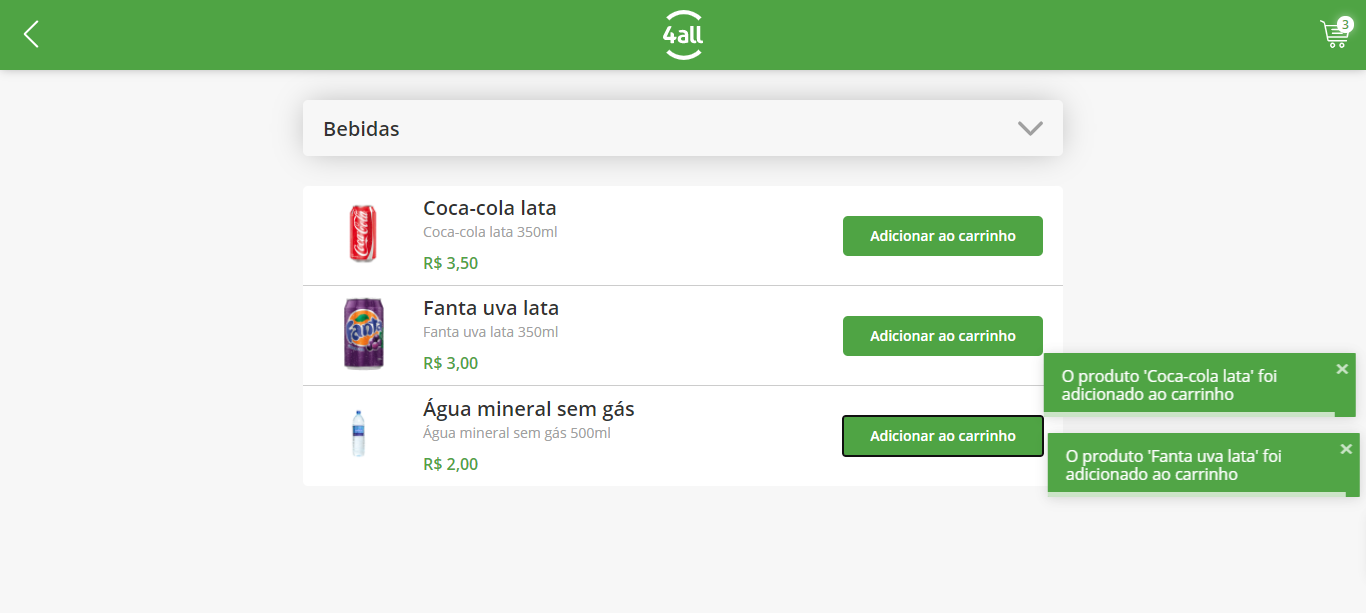 4all
3
Bebidas
Coca-cola lata
Coca-cola lata 350ml
R$ 3,50
Adicionar ao carrinho
Fanta uva lata
Fanta uva lata 350ml
R$ 3,00
Adicionar ao carrinho
Água mineral sem gás
Água mineral sem gás 500ml
R$ 2,00
Adicionar ao carrinho
O produto 'Coca-cola lata' foi
adicionado ao carrinho
O produto 'Fanta uva lata' foi
adicionado ao carrinho
Coca-Cola
Fanta